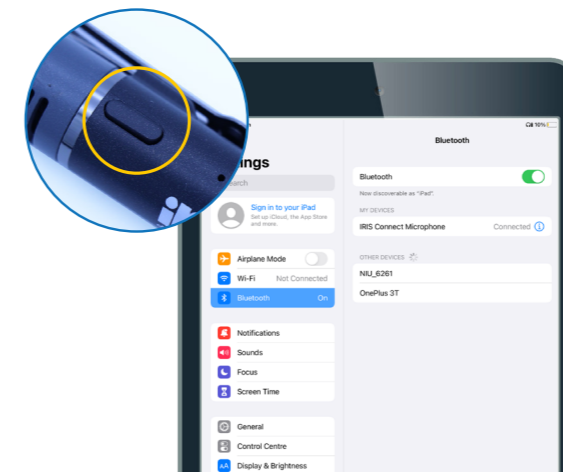 10%
ings
earch
Sign in to your iPad
Set up iCloud, the App Store
and more.
Airplane Mode
Wi-Fi Not Connected
Bluetooth On
Notifications
Sounds
Focus
Screen Time
General
Control Centre
AA Display & Brightness
Bluetooth
Bluetooth
Now discoverable as "iPad".
MY DEVICES
IRIS Connect Microphone Connected
OTHER DEVICES
NIU_6261
OnePlus 3T